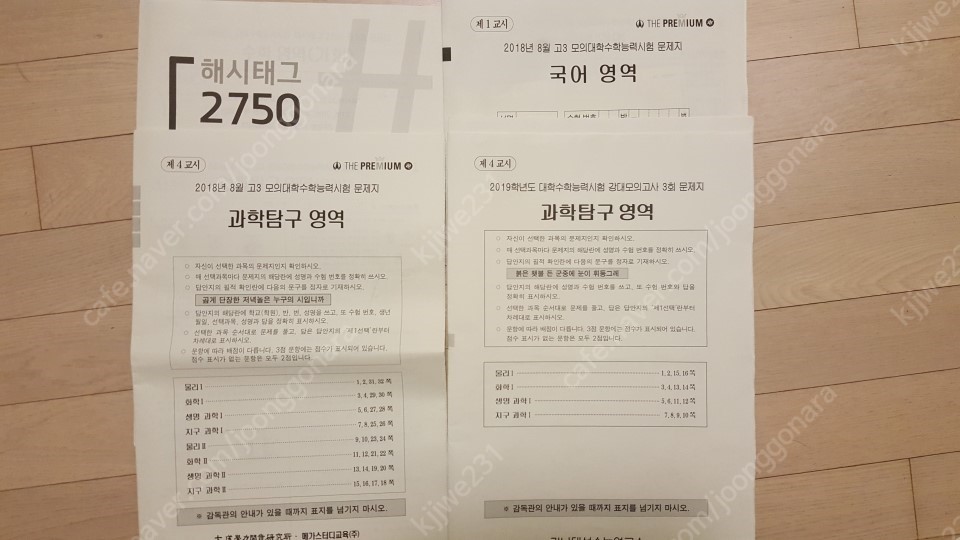 해시태그
2750
제 1 교시
THE PREMIUM
2018년 8월 고3 모의대학수학능력시험 문제지
국어 영역
제 4 교시
THE PREMIUM
2018년 8월 고3 모의대학수학능력시험 문제지
과학탐구 영역
○ 자신이 선택한 과목의 문제지인지 확인하시오.
○ 매 선택과목마다 문제지의 해당란에 성명과 수험 번호를 정확히 쓰시오.
○ 답안지의 필적 확인란에 다음의 문구를 정자로 기재하시오.
곱게 단장한 저녁놀은 누구의 시입니까
○ 답안지의 해당란에 학교(학원), 반, 번, 성명을 쓰고, 또 수험 번호, 생년
월일, 선택과목, 성명과 답을 정확히 표시하시오.
○ 선택한 과목 순서대로 문제를 풀고, 답은 답안지의 '제1선택'란부터
차례대로 표시하시오.
○ 문항에 따라 배점이 다릅니다. 3점 문항에는 점수가 표시되어 있습니다.
점수 표시가 없는 문항은 모두 2점입니다.
물리 I 1, 2, 31, 32 쪽
화학 I 3, 4, 29, 30 쪽
생명 과학 I 5, 6, 27, 28 쪽
지구 과학 I 7, 8, 25, 26 쪽
물리 II 9, 10, 23, 24 쪽
화학 II 11, 12, 21, 22 쪽
생명 과학 II 13, 14, 19, 20 쪽
지구 과학 II 15, 16, 17, 18 쪽
※ 감독관의 안내가 있을 때까지 표지를 넘기지 마시오.
메가스터디교육(주)
제 4 교시
2019학년도 대학수학능력시험 강대모의고사 3회 문제지
과학탐구 영역
○ 자신이 선택한 과목의 문제지인지 확인하시오.
○ 매 선택과목마다 문제지의 해당란에 성명과 수험 번호를 정확히 쓰시오.
○ 답안지의 필적 확인란에 다음의 문구를 정자로 기재하시오.
붉은 횃불 든 군중에 눈이 휘둥그레
○ 답안지의 해당란에 성명과 수험 번호를 쓰고, 또 수험 번호와 답을
정확히 표시하시오.
○ 선택한 과목 순서대로 문제를 풀고, 답은 답안지의 '제1선택'란부터
차례대로 표시하시오.
○ 문항에 따라 배점이 다릅니다. 3점 문항에는 점수가 표시되어 있습니다.
점수 표시가 없는 문항은 모두 2점입니다.
물리 I 1, 2, 15, 16 쪽
화학 I 3, 4, 13, 14 쪽
생명 과학 I 5, 6, 11, 12 쪽
지구 과학 I 7, 8, 9, 10 쪽
※ 감독관의 안내가 있을 때까지 표지를 넘기지 마시오.
cafe.naver.com/joonggonara
kjjwe231